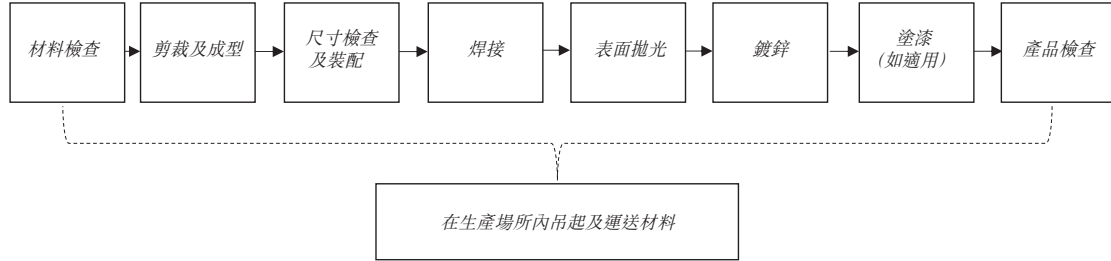 材料檢查
剪裁及成型
尺寸檢查
及裝配
焊接
表面拋光
鍍鋅
塗漆
(如適用)
產品檢查
在生產場所內吊起及運送材料